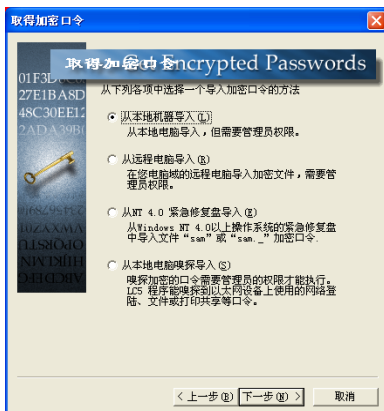 取得加密口令
取得加密口令 Get Encrypted Passwords
从下列各项中选择一个导入加密口令的方法
从本地机器导入(L)
从本地电脑导入,但需要管理员权限。
从远程电脑导入(R)
在您电脑域的远程电脑导入加密文件,需要管
理员权限。
从NT 4.0 紧急修复盘导入(E)
从Windows NT 4.0以上操作系统的紧急修复盘
中导入文件“sam”或“sam._”加密口令.
从本地电脑嗅探导入(S)
嗅探加密的口令需要管理员的权限才能执行。
LC5 程序能嗅探到以太网设备上使用的网络登
陆、文件或打印共享等口令。
01F3D
27E1BA8D
48C30EE12
2ADA39B0
<上一步(B) 下一步(N)> 取消